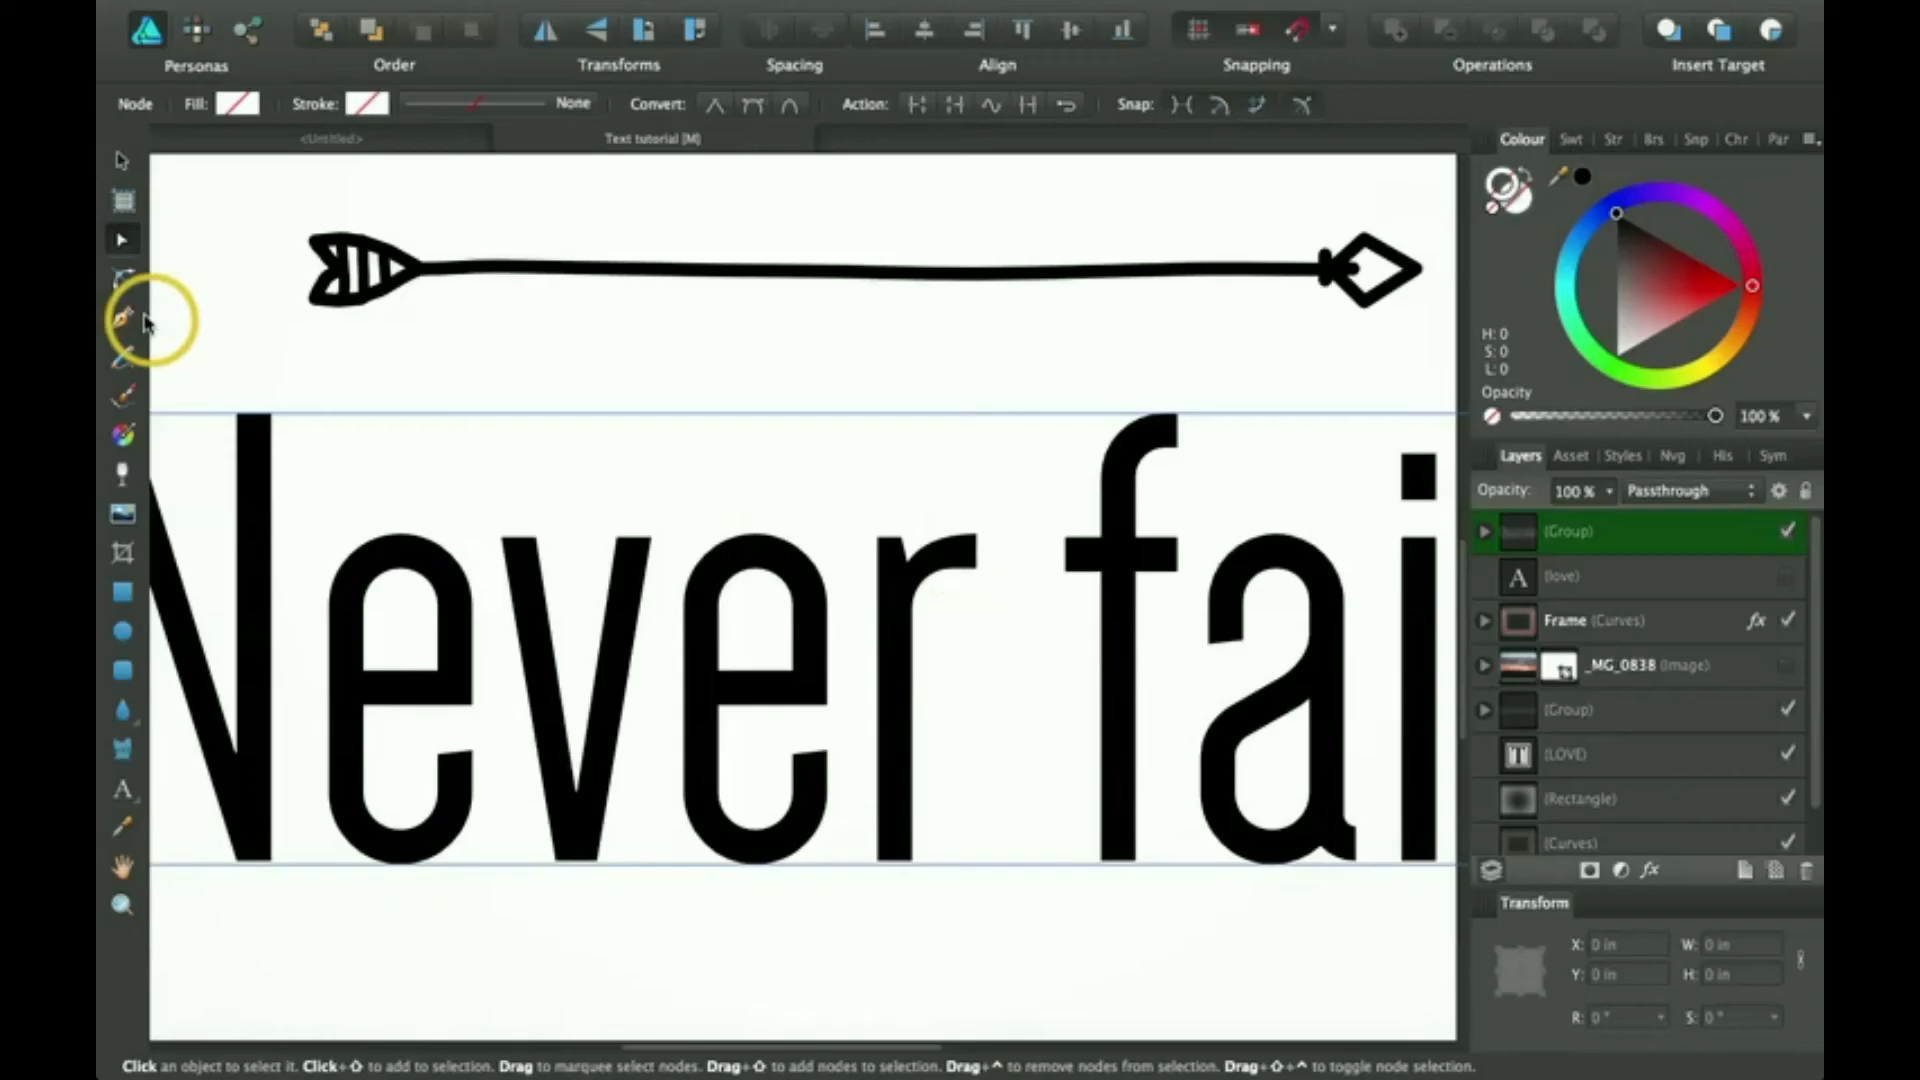 Personas Order Transforms Spacing Align Snapping Operations Insert Target
Node Fill: Stroke: None Convert: Action: Snap:
<Untitled> Text tutorial [M]
Colour Swt Str Brs Snp Chr Par
H: 0
S: 0
L: 0
Opacity
100 %
Never fai
Layers Asset Styles Nvg His Sym
Opacity: 100 % Passthrough
(Group)
A (love)
Frame (Curves) fx
_MG_0838 (Image)
(Group)
(LOVE)
(Rectangle)
(Curves)
fx
Transform
X: 0 in W: 0 in
Y: 0 in H: 0 in
R: 0 ° S: 0 °
Click an object to select it. Click+⇧ to add to selection. Drag to marquee select nodes. Drag+⇧ to add nodes to selection. Drag+^ to remove nodes from selection. Drag+⇧+^ to toggle node selection.